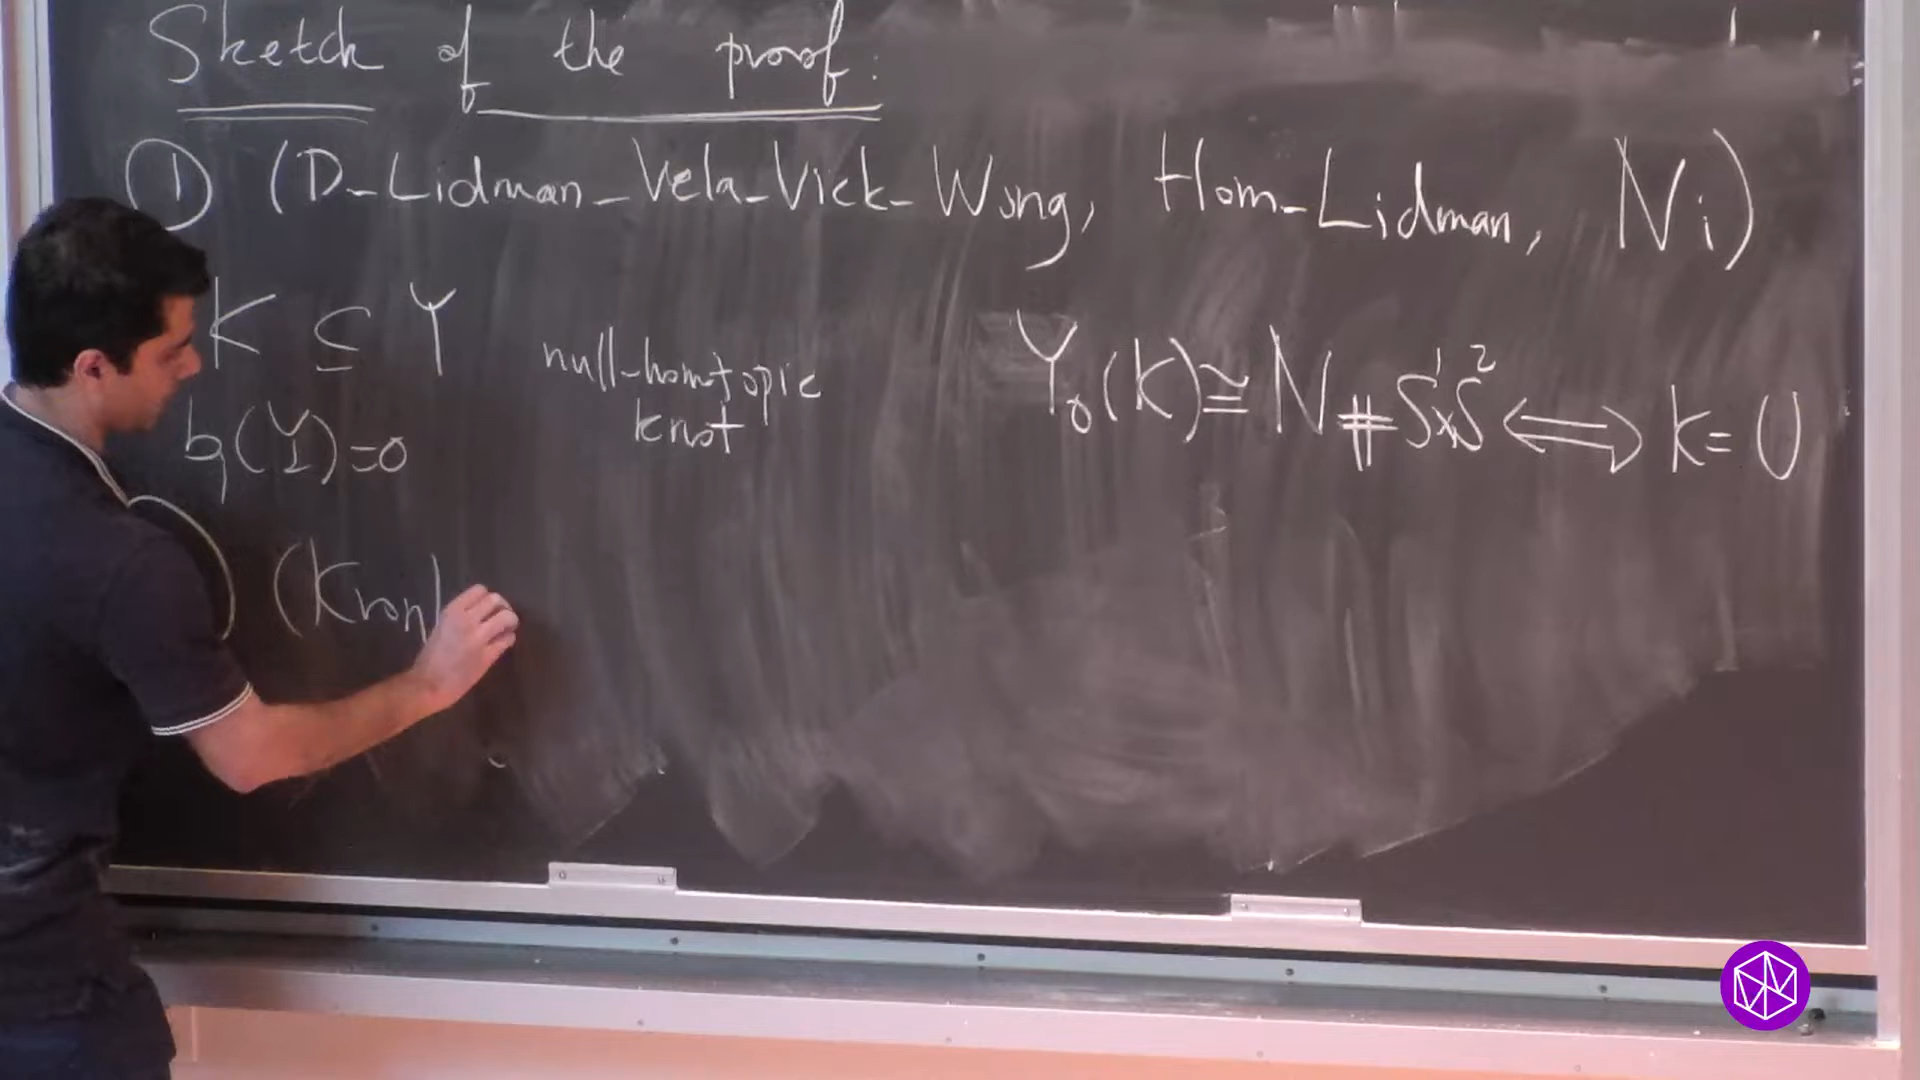 Sketch of the proof:
① (D-Lidman-Vela-Vick-Wong, Hom-Lidman, Ni)
K ⊆ Y null-homotopic knot Y₀(K) ≅ N # S¹×S² ⟺ K = U
b₁(Y)=0
(Kron